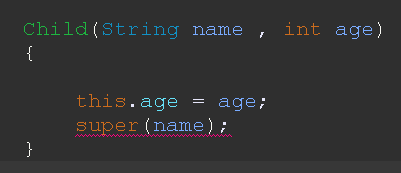 Child(String name , int age)
{
this.age = age;
super(name);
}